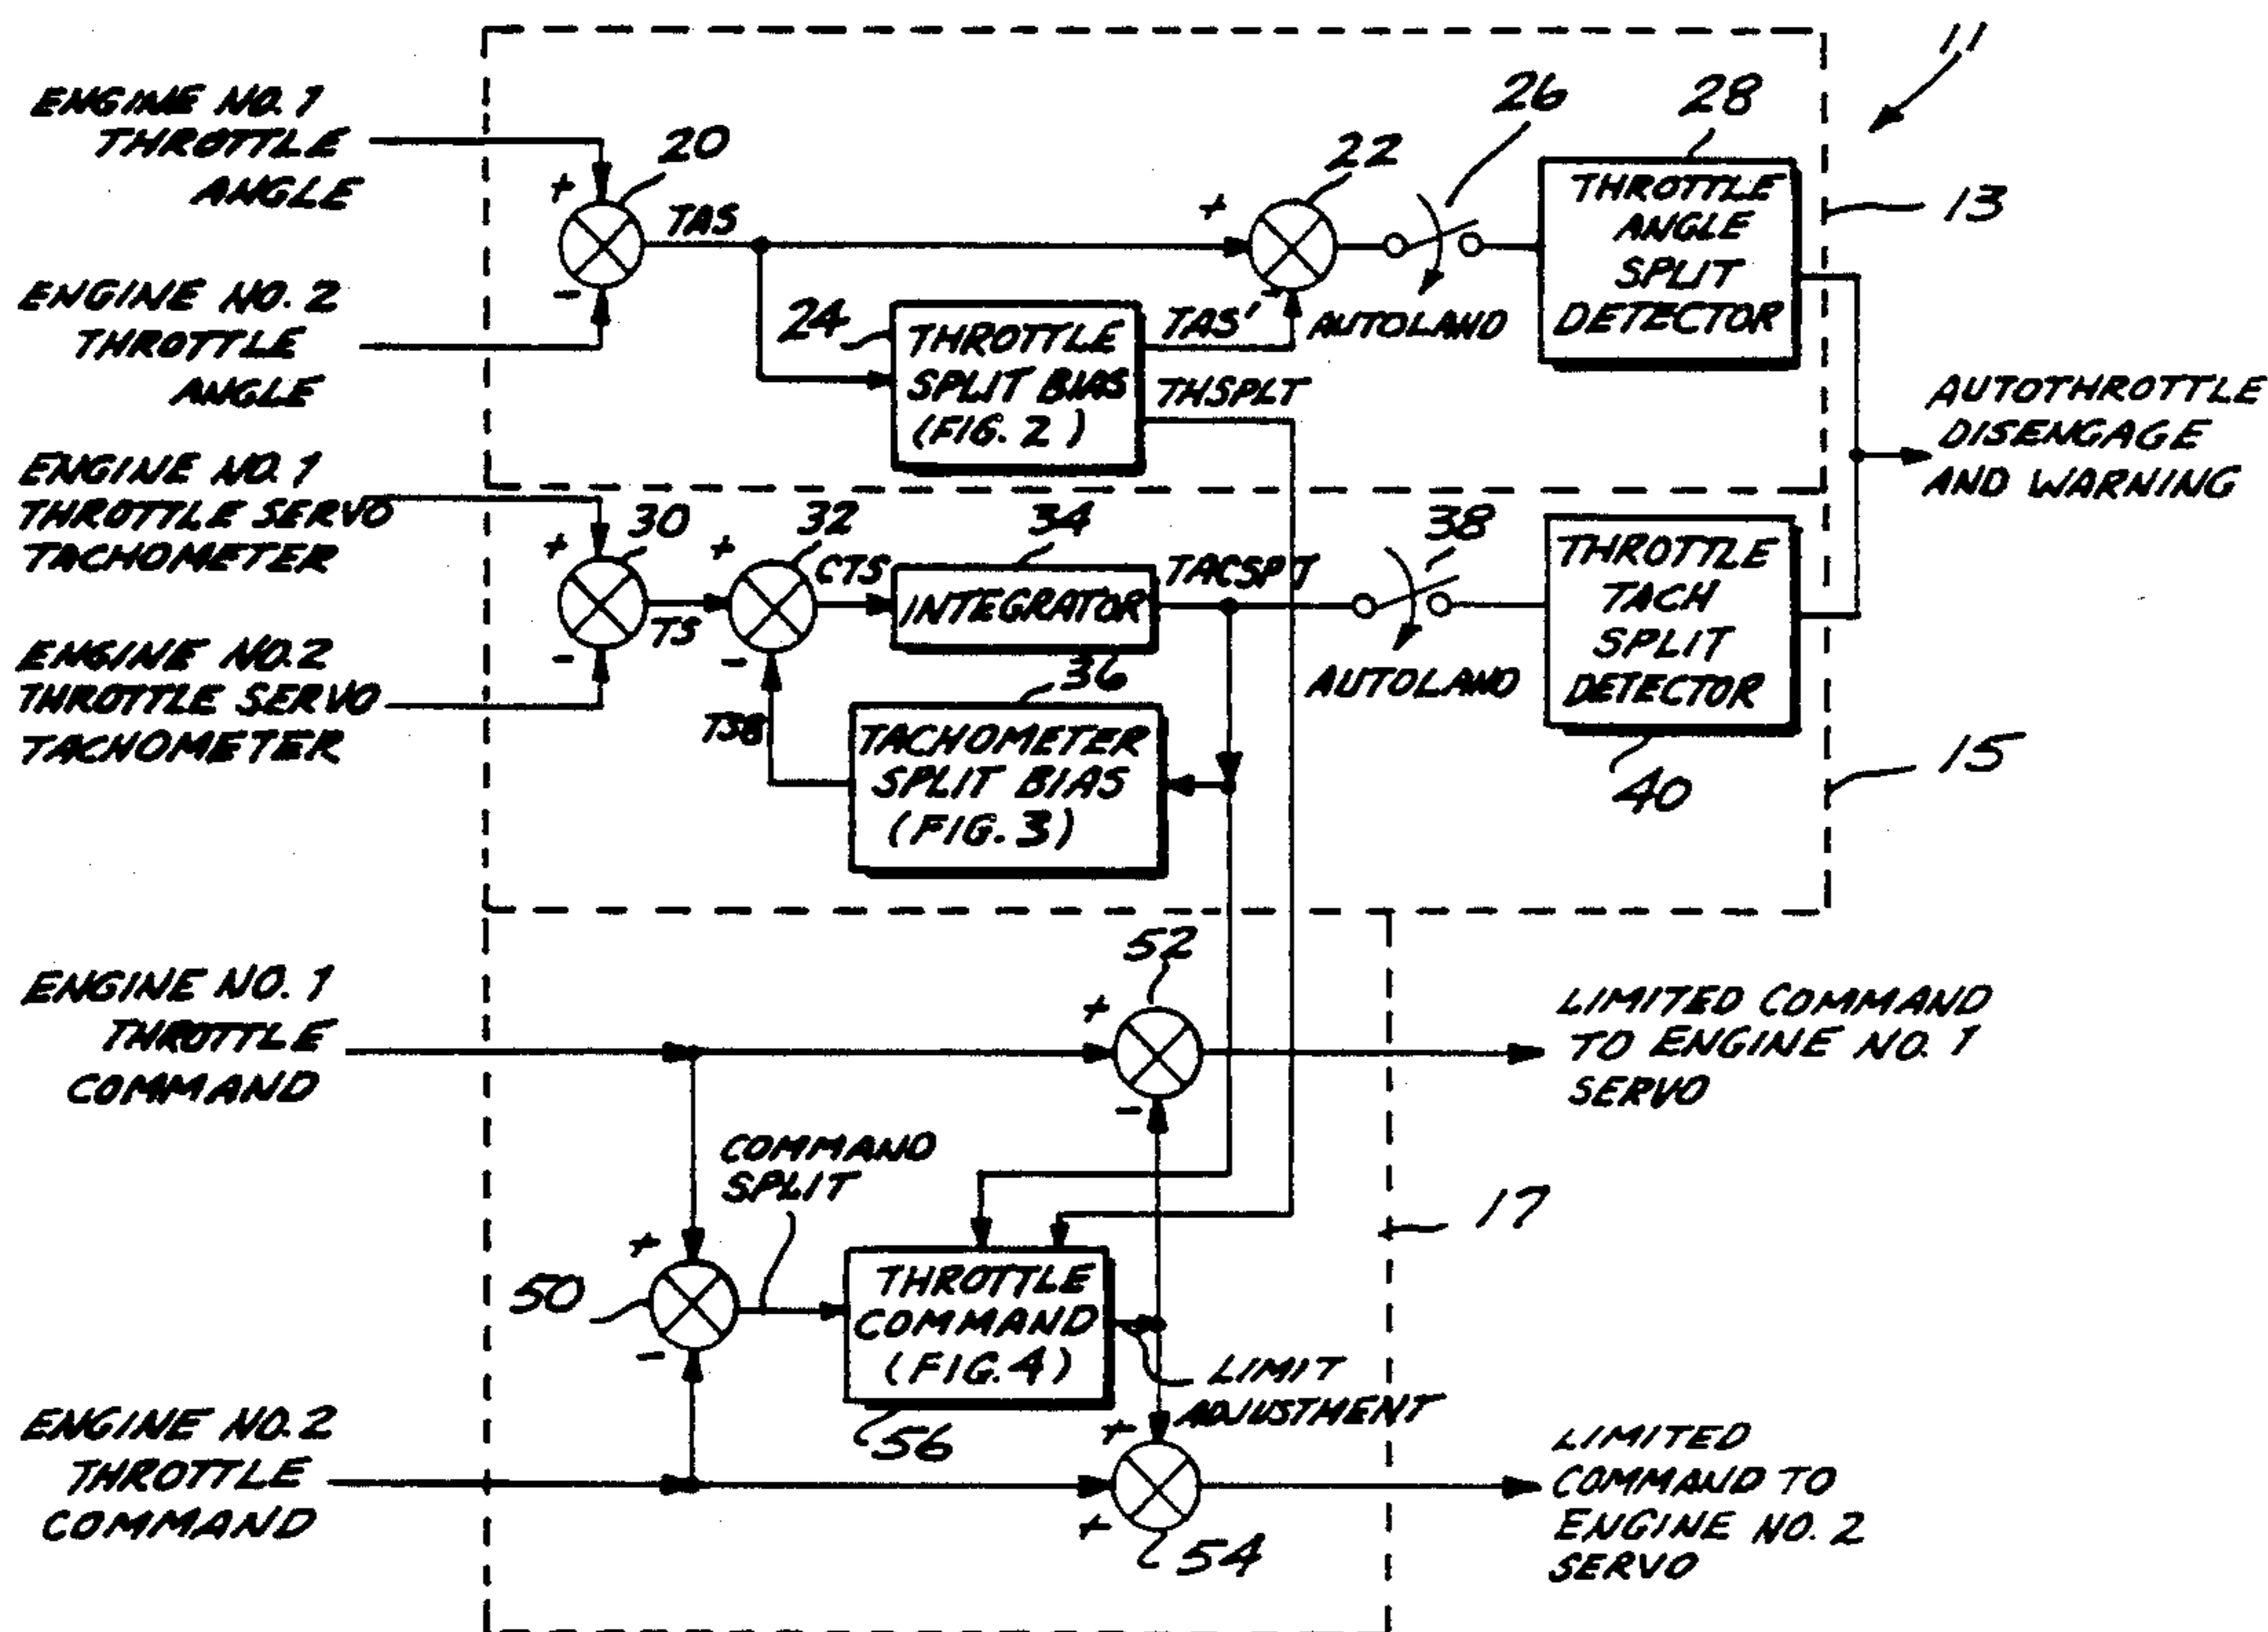 11
ENGINE NO. 1
THROTTLE
ANGLE
+
20
TAS
-
ENGINE NO. 2
THROTTLE
ANGLE
24
THROTTLE
SPLIT BIAS
(FIG. 2)
TAS'
THSPLT
+
22
-
26
AUTOLAND
28
THROTTLE
ANGLE
SPLIT
DETECTOR
13
AUTOTHROTTLE
DISENGAGE
AND WARNING
ENGINE NO. 1
THROTTLE SERVO
TACHOMETER
+
30
-
TS
ENGINE NO. 2
THROTTLE SERVO
TACHOMETER
+
32
-
CTS
34
INTEGRATOR
TACSPLT
36
TSB
TACHOMETER
SPLIT BIAS
(FIG. 3)
38
AUTOLAND
THROTTLE
TACH
SPLIT
DETECTOR
40
15
ENGINE NO. 1
THROTTLE
COMMAND
52
+
-
LIMITED COMMAND
TO ENGINE NO. 1
SERVO
COMMAND
SPLIT
17
+
50
-
THROTTLE
COMMAND
(FIG. 4)
56
LIMIT
ADJUSTMENT
ENGINE NO. 2
THROTTLE
COMMAND
+
+
54
LIMITED
COMMAND TO
ENGINE NO. 2
SERVO